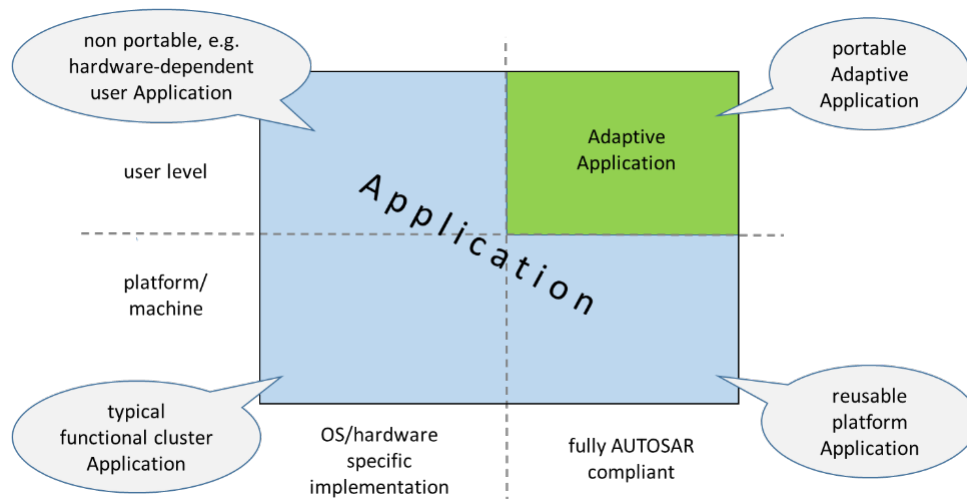 non portable, e.g.
hardware-dependent
user Application
portable
Adaptive
Application
Adaptive
Application
user level
Application
platform/
machine
typical
functional cluster
Application
OS/hardware
specific
implementation
fully AUTOSAR
compliant
reusable
platform
Application